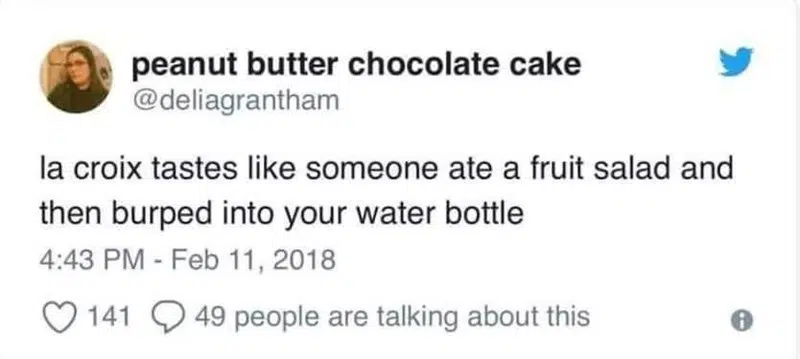 peanut butter chocolate cake
@deliagrantham
la croix tastes like someone ate a fruit salad and
then burped into your water bottle
4:43 PM - Feb 11, 2018
141 49 people are talking about this